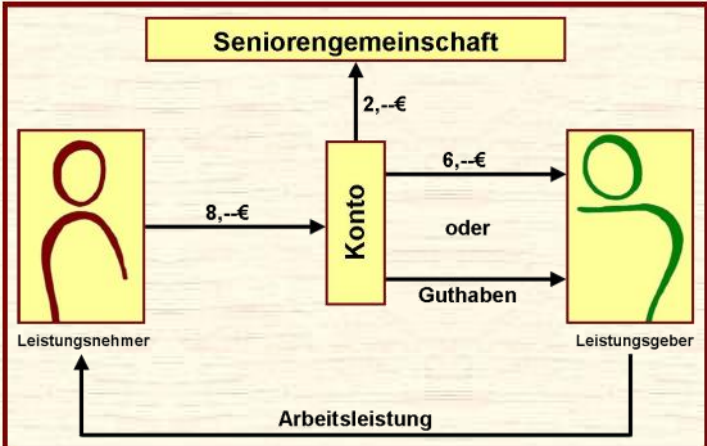 Seniorengemeinschaft
2,--€
6,--€
8,--€
Konto
oder
Guthaben
Leistungsnehmer
Leistungsgeber
Arbeitsleistung